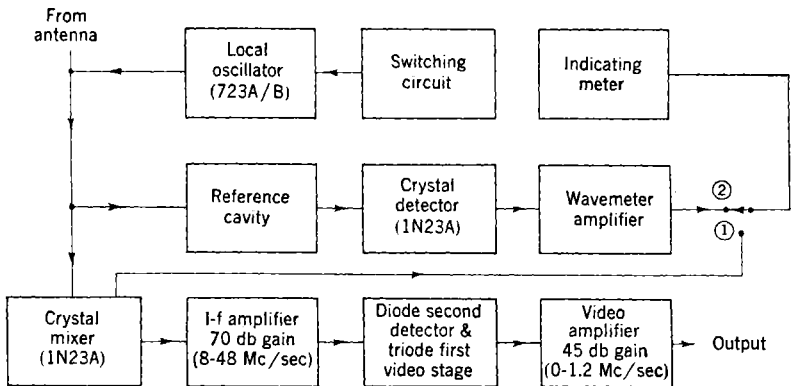 From
antenna
Local
oscillator
(723A/B)
Switching
circuit
Indicating
meter
Reference
cavity
Crystal
detector
(1N23A)
Wavemeter
amplifier
②
①
Crystal
mixer
(1N23A)
I-f amplifier
70 db gain
(8-48 Mc/sec)
Diode second
detector &
triode first
video stage
Video
amplifier
45 db gain
(0-1.2 Mc/sec)
Output